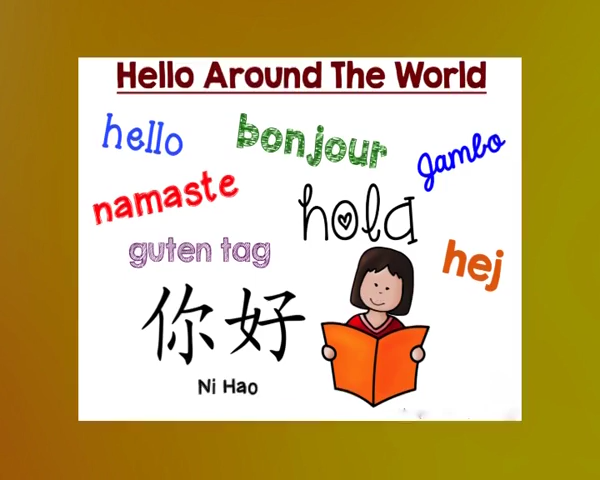 Hello Around The World
hello
bonjour
Jambo
namaste
hola
guten tag
hej
你好
Ni Hao